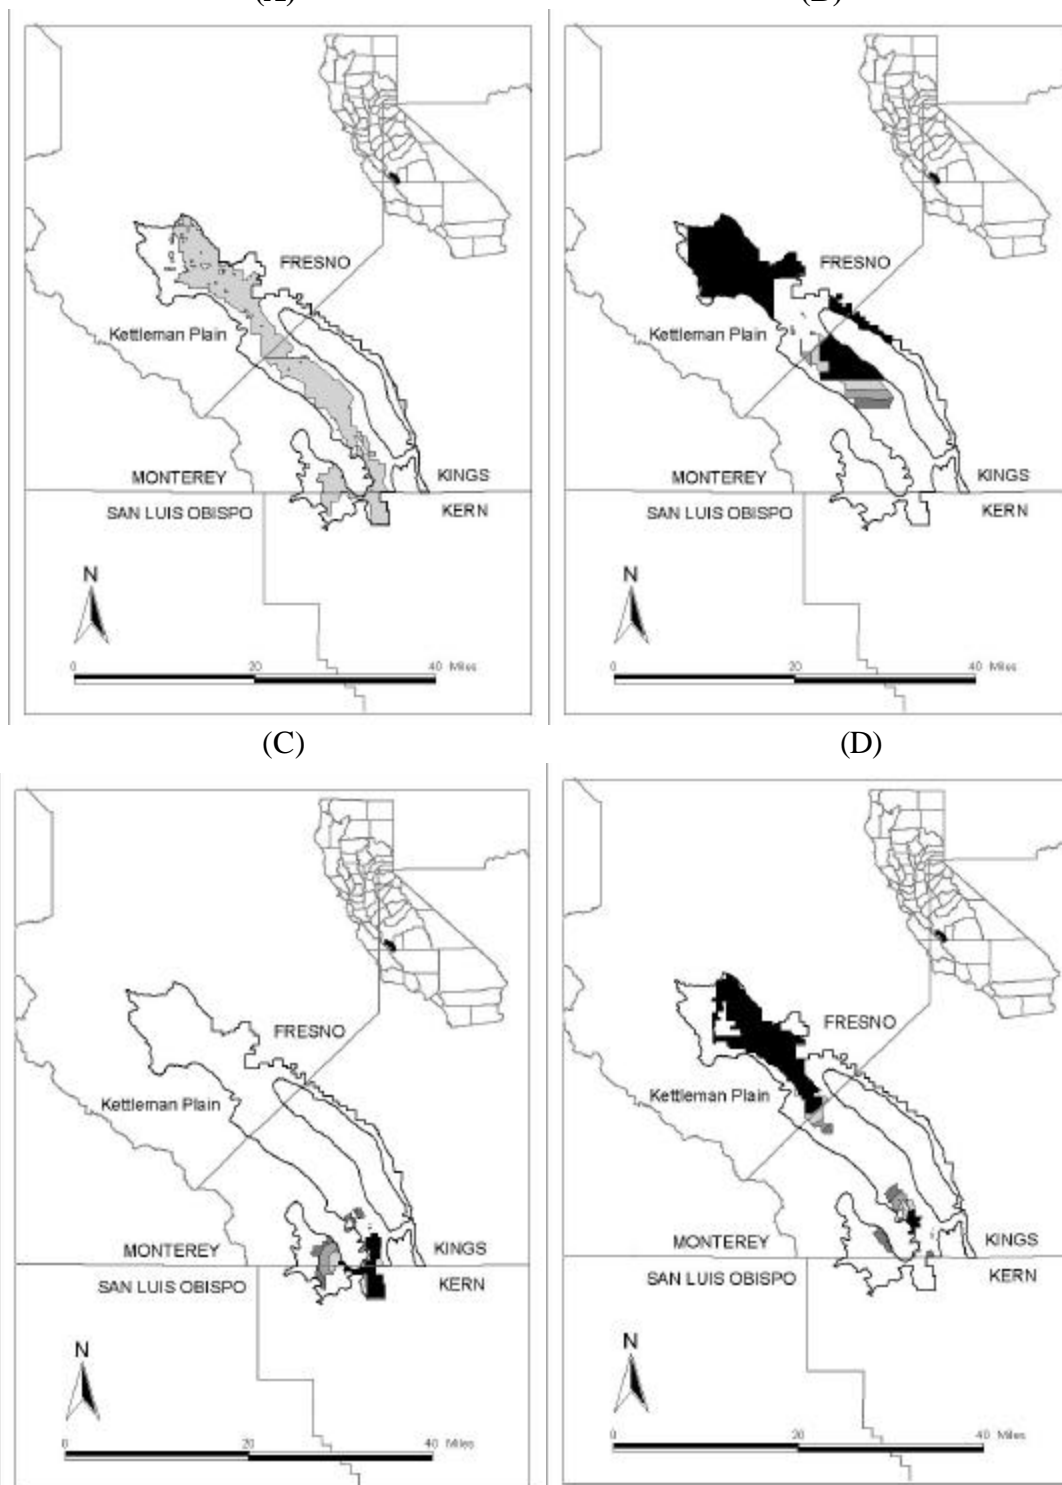 (A) (B)
FRESNO
Kettleman Plain
MONTEREY KINGS
SAN LUIS OBISPO KERN
N
0 20 40 Miles
FRESNO
Kettleman Plain
MONTEREY KINGS
SAN LUIS OBISPO KERN
N
0 20 40 Miles
(C) (D)
FRESNO
Kettleman Plain
MONTEREY KINGS
SAN LUIS OBISPO KERN
N
0 20 40 Miles
FRESNO
Kettleman Plain
MONTEREY KINGS
SAN LUIS OBISPO KERN
N
0 20 40 Miles